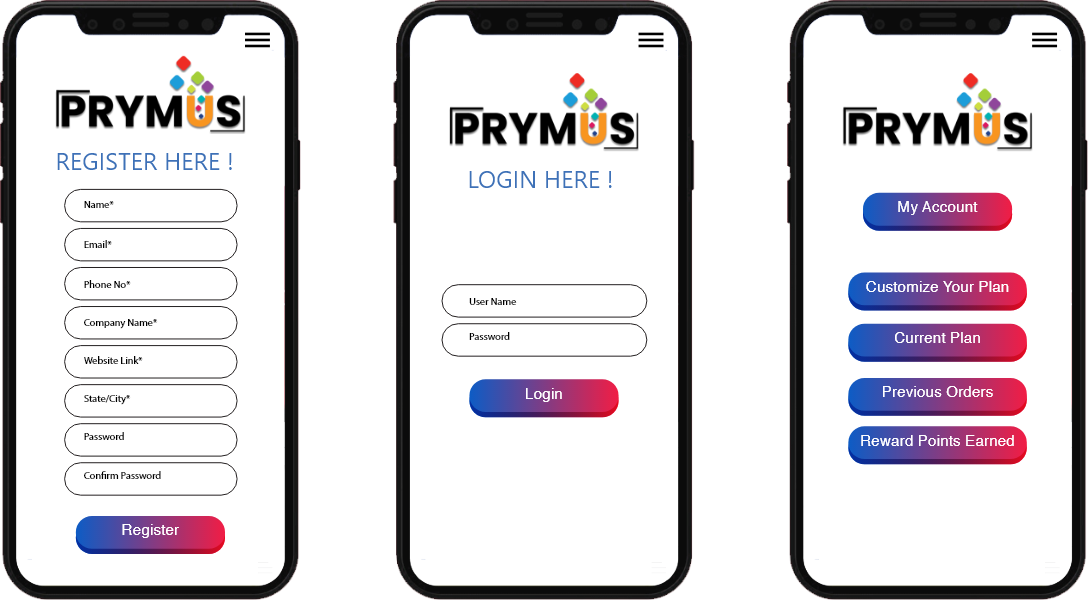 PRYMUS
REGISTER HERE !
Name*
Email*
Phone No*
Company Name*
Website Link*
State/City*
Password
Confirm Password
Register
PRYMUS
LOGIN HERE !
User Name
Password
Login
PRYMUS
My Account
Customize Your Plan
Current Plan
Previous Orders
Reward Points Earned